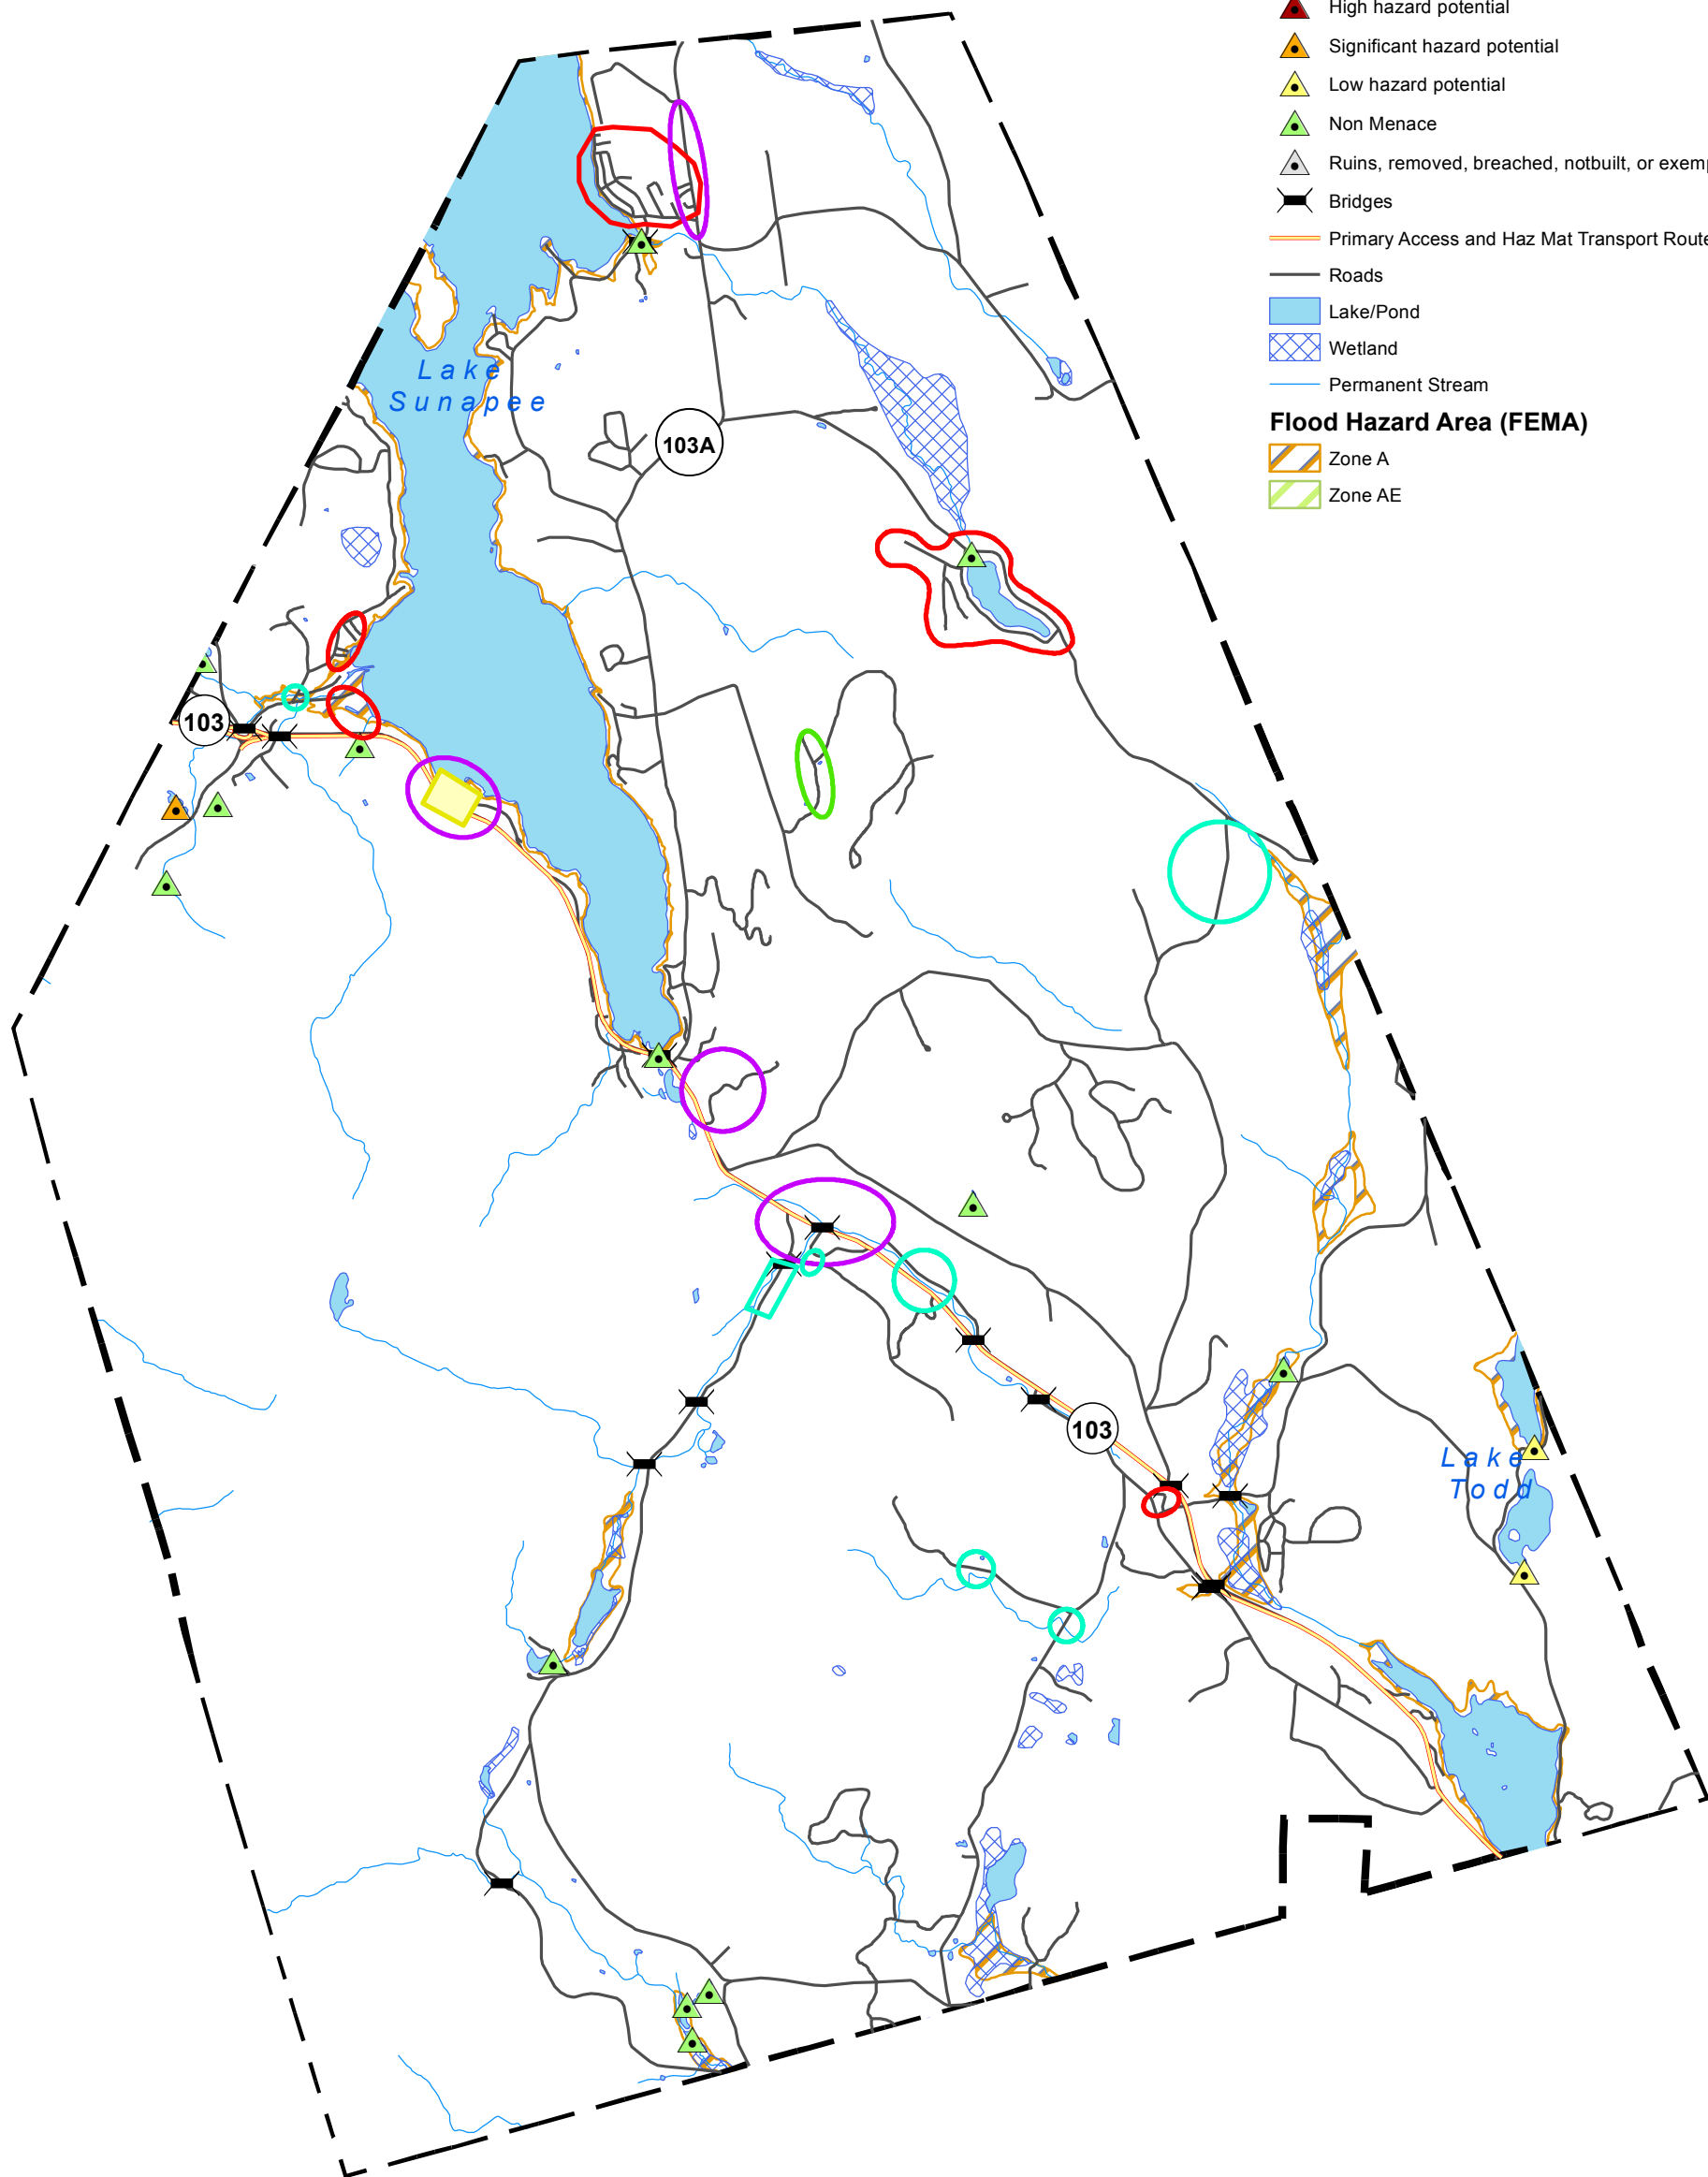 High hazard potential
Significant hazard potential
Low hazard potential
Non Menace
Ruins, removed, breached, notbuilt, or
Bridges
Primary Access and Haz Mat Transport Route
Roads
Lake/Pond
Wetland
Permanent Stream
Flood Hazard Area (FEMA)
Zone A
Zone AE
Lake
Sunapee
103A
103
103
Lake
Todd